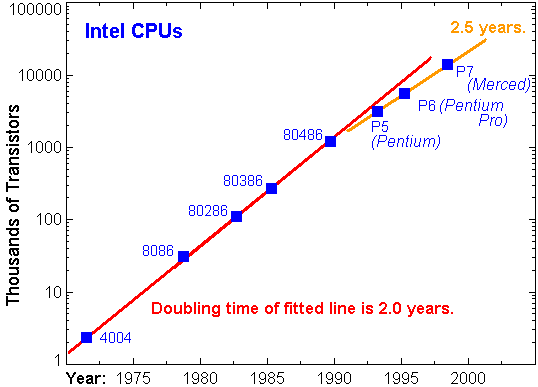 100000
Intel CPUs
2.5 years.
10000
P7
(Merced)
P6 (Pentium
Pro)
P5
(Pentium)
80486
1000
80386
80286
100
8086
10
Doubling time of fitted line is 2.0 years.
4004
1
Thousands of Transistors
Year: 1975 1980 1985 1990 1995 2000